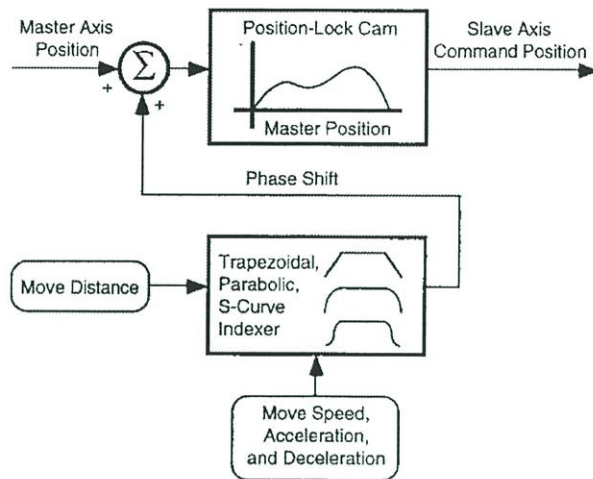 Master Axis
Position
Position-Lock Cam
Slave Axis
Command Position
+
Σ
+
Master Position
Phase Shift
Move Distance
Trapezoidal,
Parabolic,
S-Curve
Indexer
Move Speed,
Acceleration,
and Deceleration